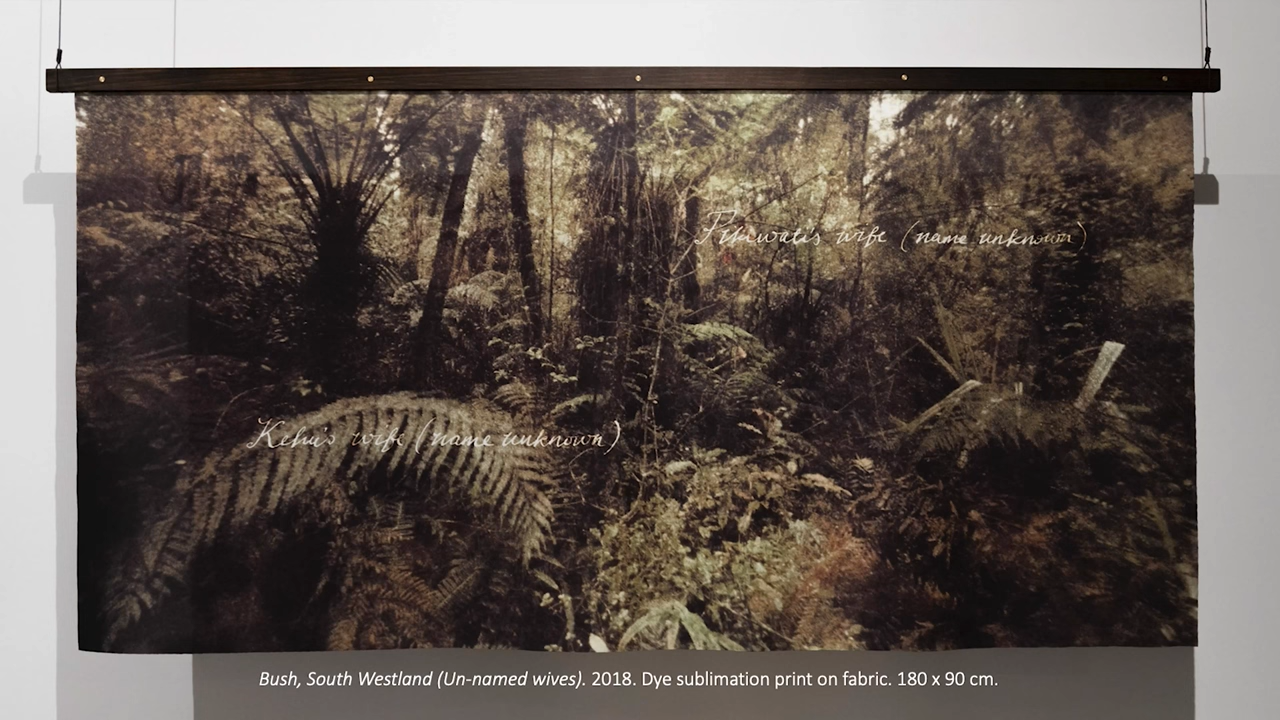 Pikiwati's wife (name unknown)
Kehu's wife (name unknown)
Bush, South Westland (Un-named wives). 2018. Dye sublimation print on fabric. 180 x 90 cm.